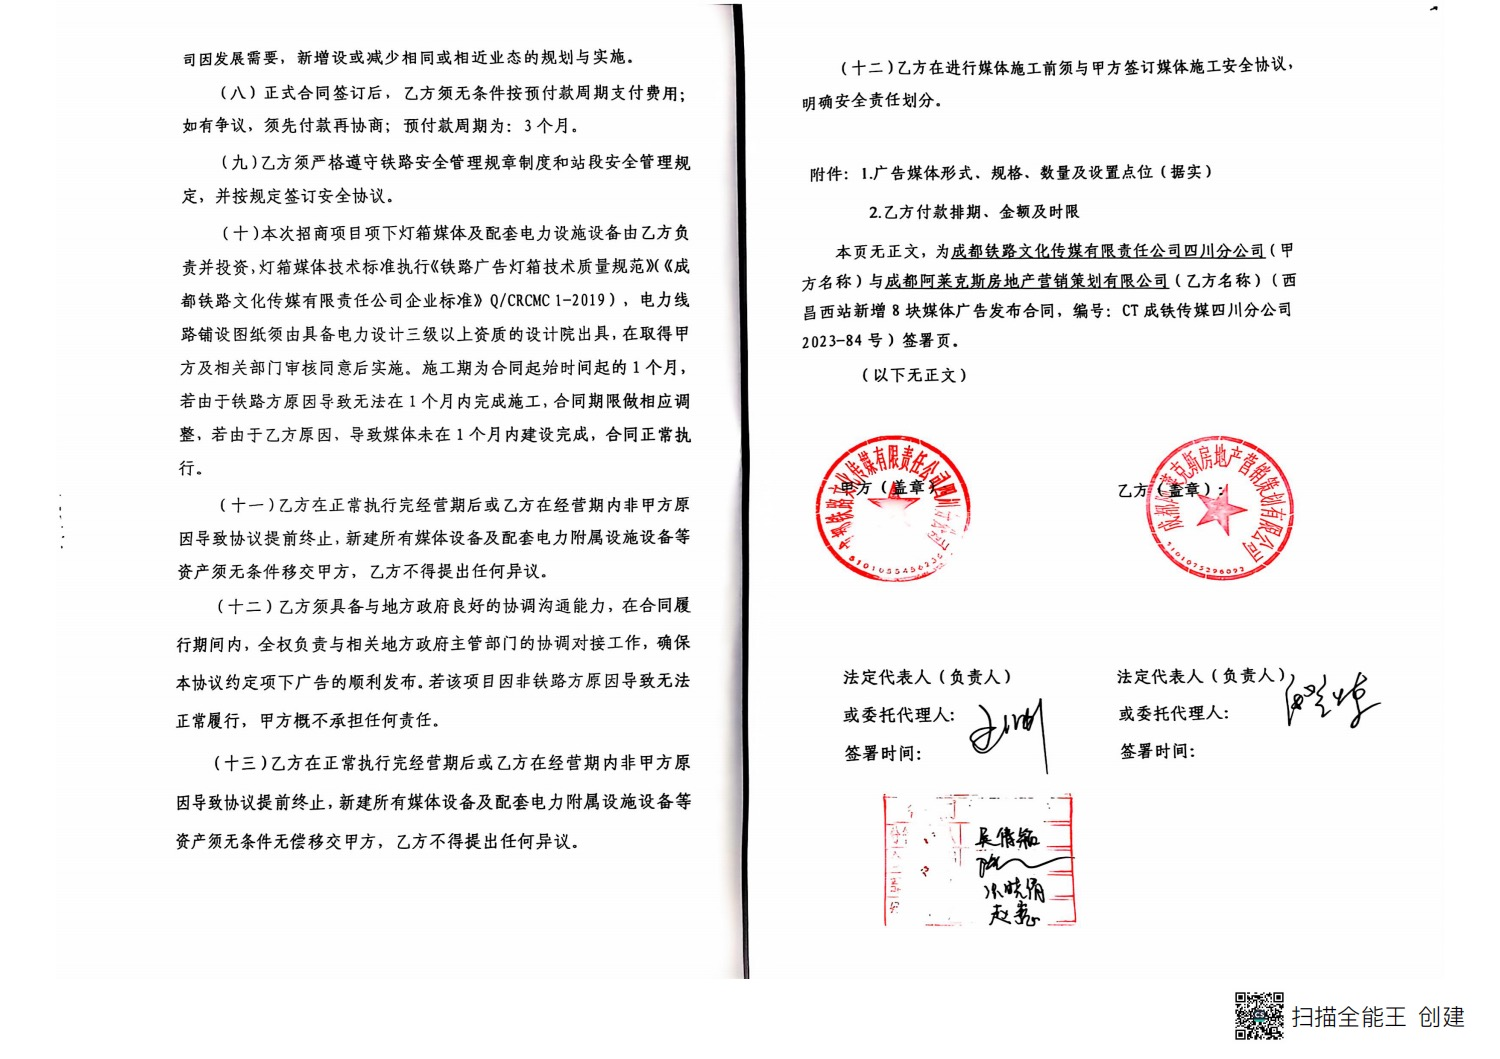 司因发展需要，新增设或减少相同或相近业态的规划与实施。
（八）正式合同签订后，乙方须无条件按预付款周期支付费用；
如有争议，须先付款再协商；预付款周期为：3个月。
（九）乙方须严格遵守铁路安全管理规章制度和站段安全管理规
定，并按规定签订安全协议。
（十）本次招商项目项下灯箱媒体及配套电力设施设备由乙方负
责并投资，灯箱媒体技术标准执行《铁路广告灯箱技术质量规范》（《成
都铁路文化传媒有限责任公司企业标准》Q/CRCMC 1-2019），电力线
路铺设图纸须由具备电力设计三级以上资质的设计院出具，在取得甲
方及相关部门审核同意后实施。施工期为合同起始时间起的1个月，
若由于铁路方原因导致无法在1个月内完成施工，合同期限做相应调
整，若由于乙方原因、导致媒体未在1个月内建设完成，合同正常执
行。
（十一）乙方在正常执行完经营期后或乙方在经营期内非甲方原
因导致协议提前终止，新建所有媒体设备及配套电力附属设施设备等
资产须无条件移交甲方，乙方不得提出任何异议。
（十二）乙方须具备与地方政府良好的协调沟通能力，在合同履
行期间内，全权负责与相关地方政府主管部门的协调对接工作，确保
本协议约定项下广告的顺利发布。若该项目因非铁路方原因导致无法
正常履行，甲方概不承担任何责任。
（十三）乙方在正常执行完经营期后或乙方在经营期内非甲方原
因导致协议提前终止，新建所有媒体设备及配套电力附属设施设备等
资产须无条件无偿移交甲方，乙方不得提出任何异议。
（十二）乙方在进行媒体施工前须与甲方签订媒体施工安全协议，
明确安全责任划分。
附件：1.广告媒体形式、规格、数量及设置点位（据实）
2.乙方付款排期、金额及时限
本页无正文，为成都铁路文化传媒有限责任公司四川分公司（甲
方名称）与成都阿莱克斯房地产营销策划有限公司（乙方名称）（西
昌西站新增8块媒体广告发布合同，编号：CT成铁传媒四川分公司
2023-84号）签署页。
（以下无正文）
甲方（盖章）
乙方（盖章）：
成都阿莱克斯房地产营销策划有限公司
5101075296092
法定代表人（负责人）
或委托代理人：
签署时间：
法定代表人（负责人）
或委托代理人：
签署时间：
吴倩铭
张晓娟
扫描全能王 创建